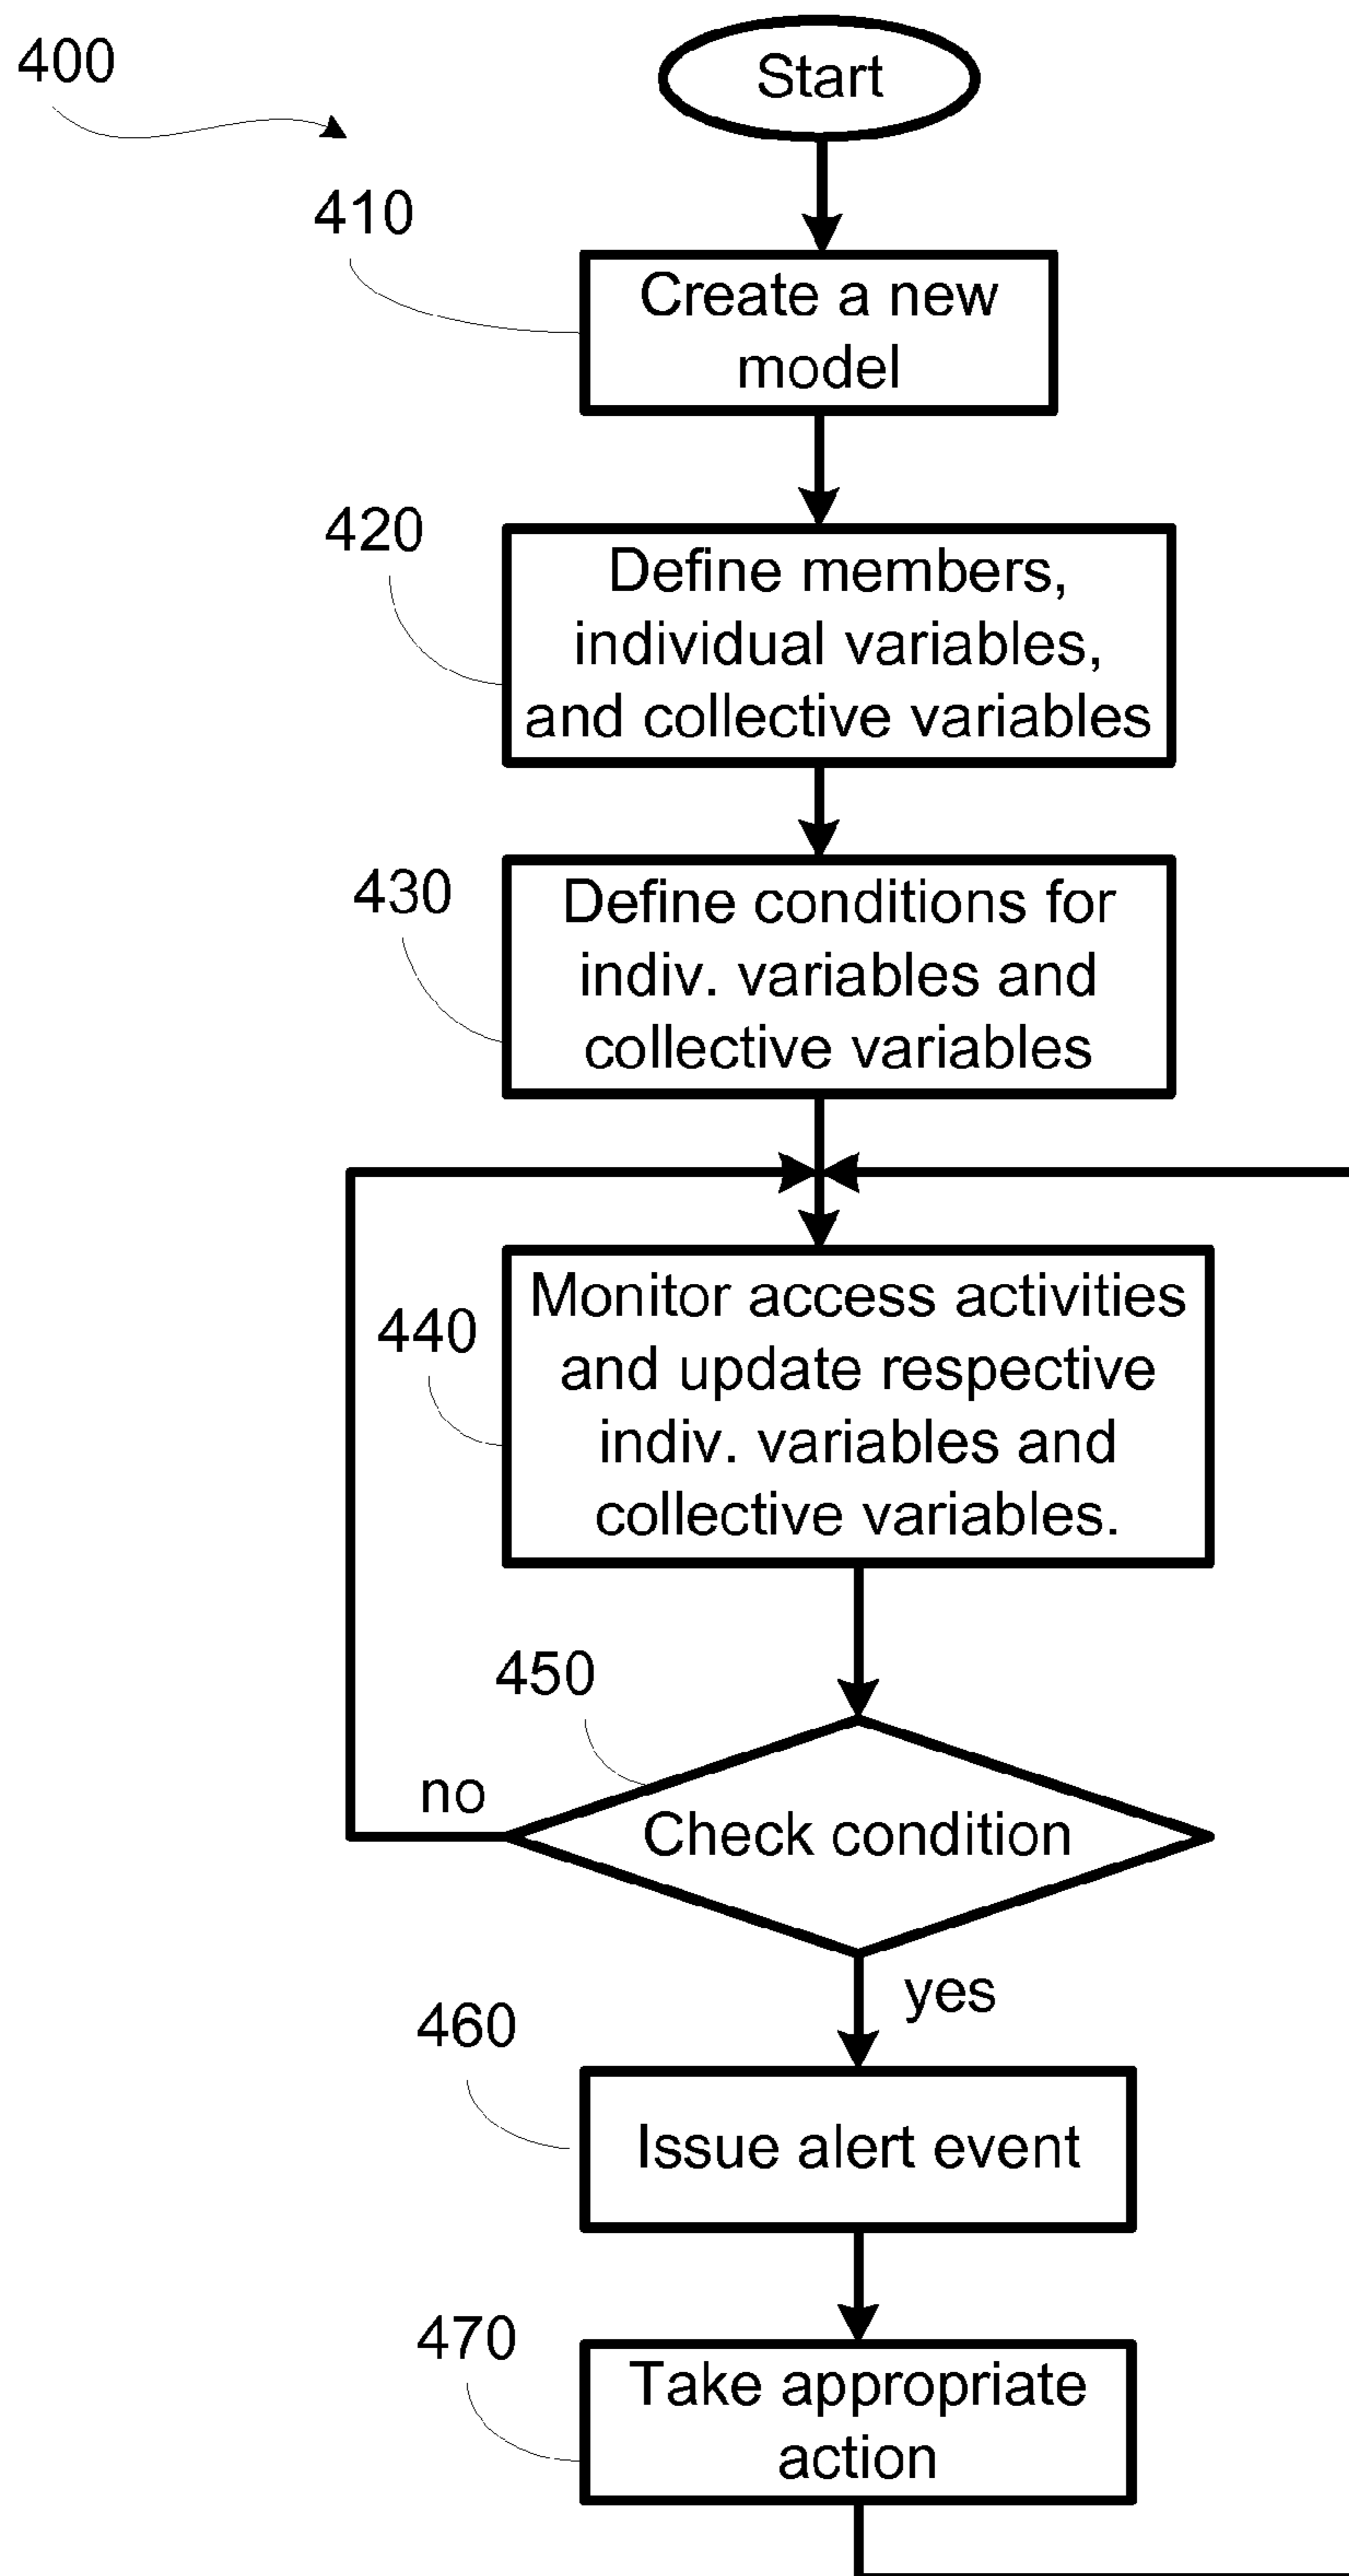 400
Start
410
Create a new
model
420
Define members,
individual variables,
and collective variables
430
Define conditions for
indiv. variables and
collective variables
440
Monitor access activities
and update respective
indiv. variables and
collective variables.
450
no
Check condition
yes
460
Issue alert event
470
Take appropriate
action